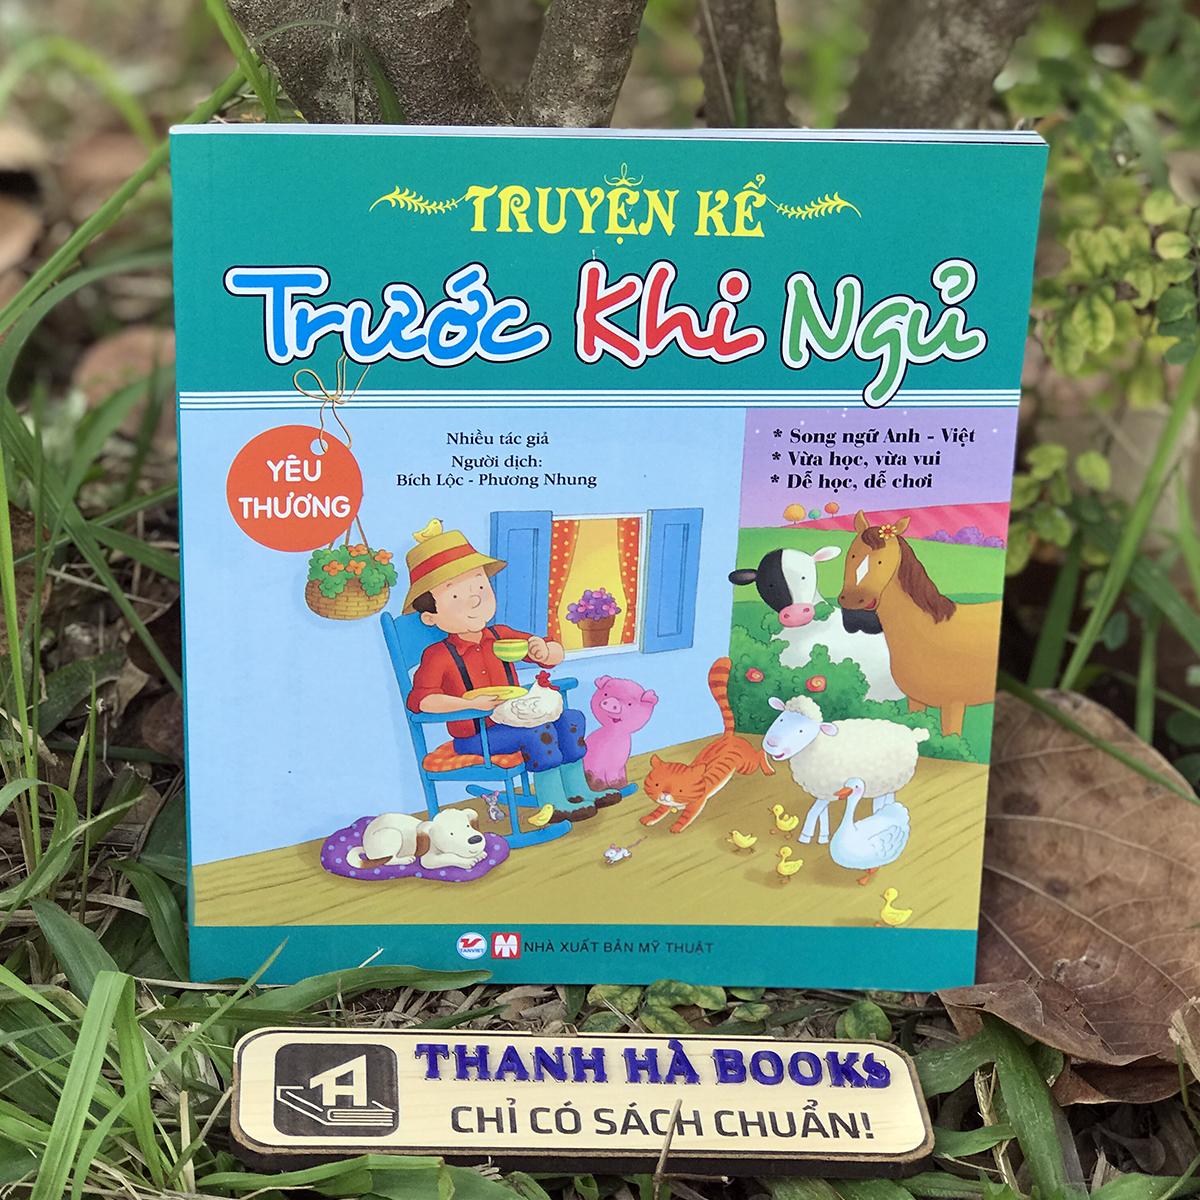 TRUYỆN KỂ
Trước Khi Ngủ
YÊU
THƯƠNG
Nhiều tác giả
Người dịch:
Bích Lộc - Phương Nhung
* Song ngữ Anh - Việt
* Vừa học, vừa vui
* Dễ học, dễ chơi
TANVIET
NHÀ XUẤT BẢN MỸ THUẬT
THANH HÀ BOOKS
CHỈ CÓ SÁCH CHUẨN!